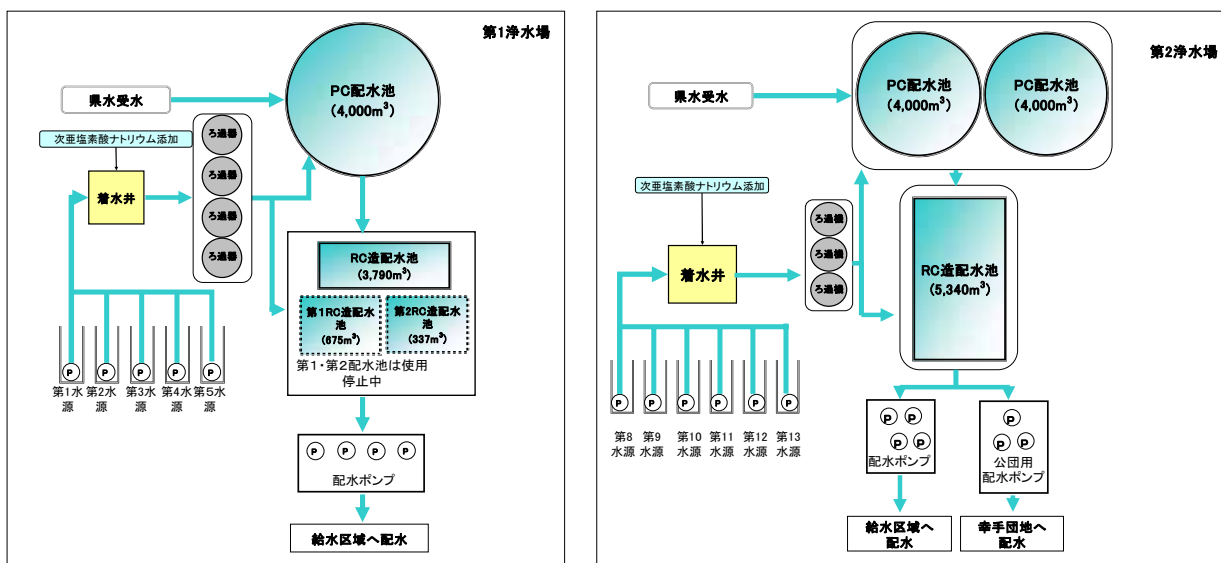 第1浄水場
PC配水池
(4,000m³)
県水受水
次亜塩素酸ナトリウム添加
着水井
ろ過器
ろ過器
ろ過器
ろ過器
RC造配水池
(3,790m³)
第1RC造配水
池
(675m³)
第2RC造配水
池
(337m³)
第1・第2配水池は使用
停止中
P
P
P
P
P
第1水
源
第2水
源
第3水
源
第4水
源
第5水
源
P
P
P
P
配水ポンプ
給水区域へ配水
第2浄水場
PC配水池
(4,000m³)
PC配水池
(4,000m³)
県水受水
次亜塩素酸ナトリウム添加
着水井
ろ過機
ろ過機
ろ過機
RC造配水池
(5,340m³)
P
P
P
P
P
P
第8
水源
第9
水源
第10
水源
第11
水源
第12
水源
第13
水源
P
P
P
P
配水ポンプ
P
P
P
公団用
配水ポンプ
給水区域へ
配水
幸手団地へ
配水